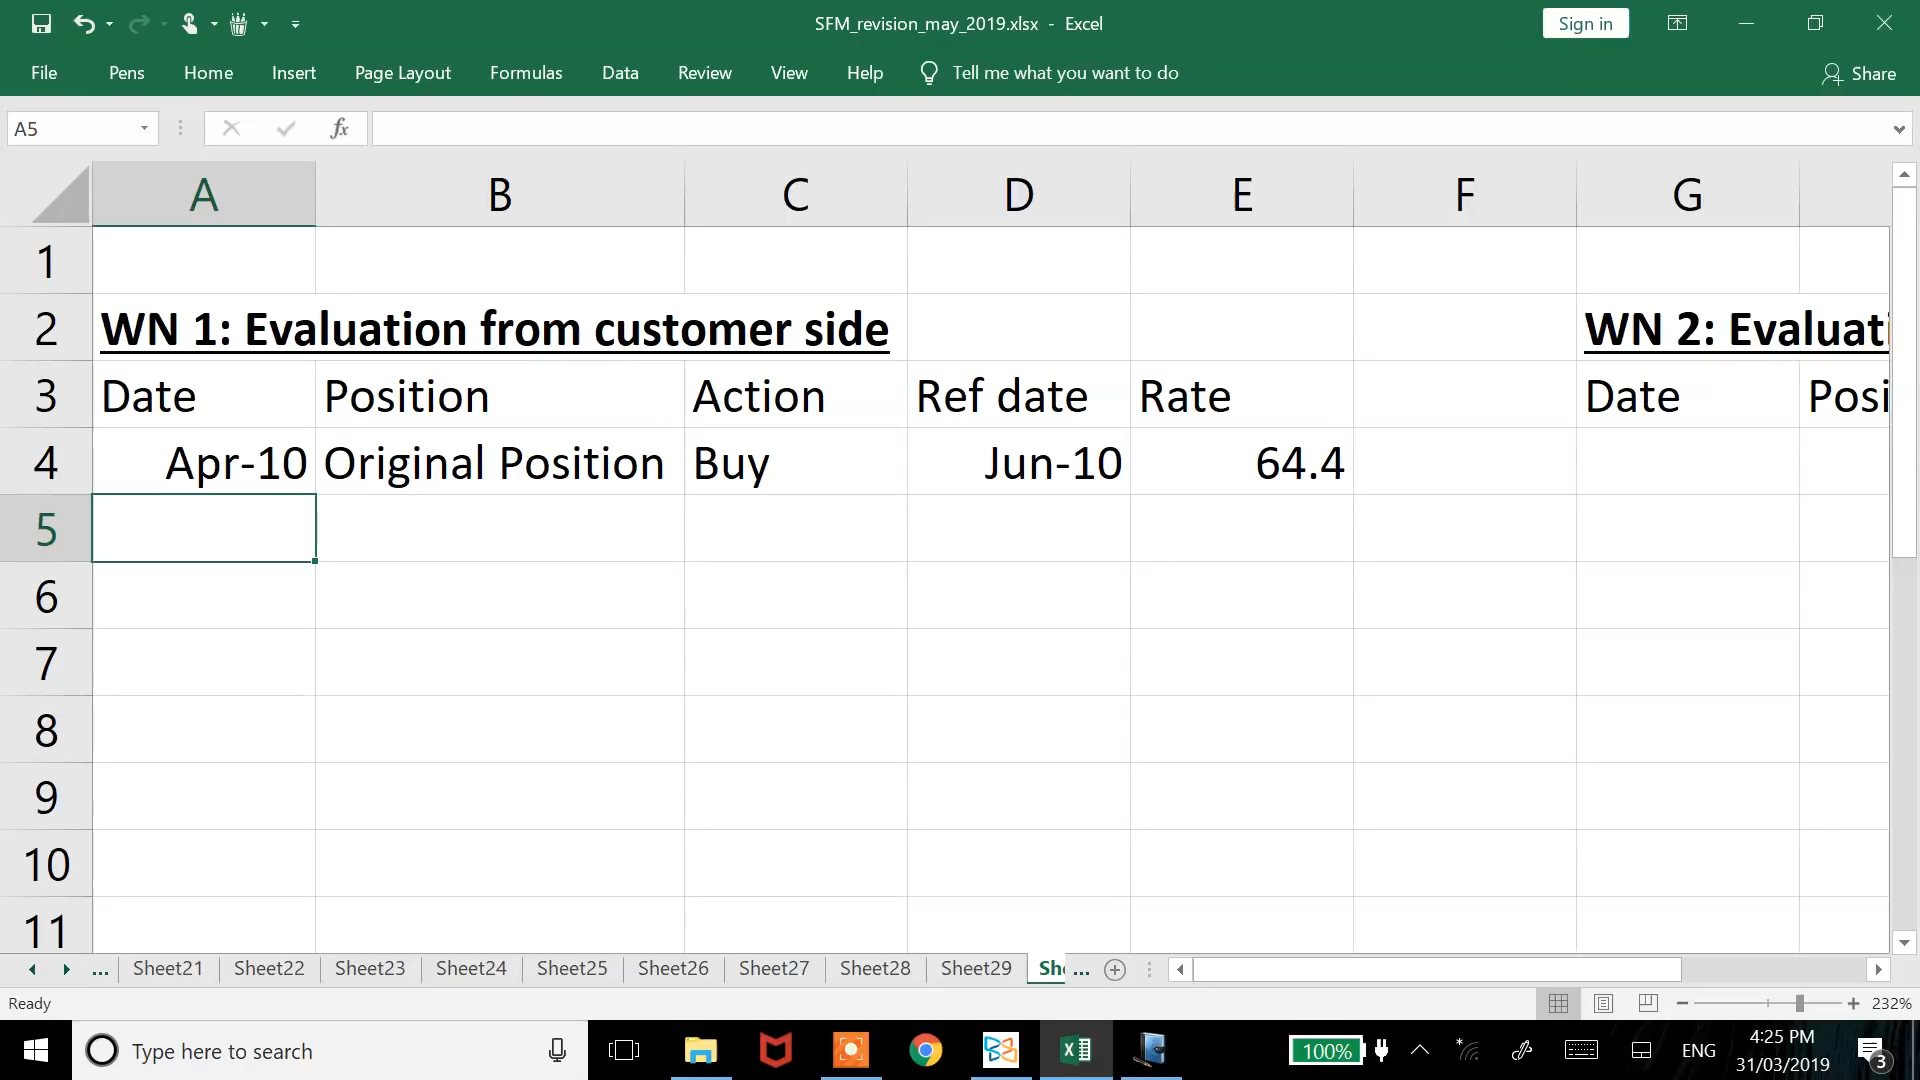 SFM_revision_may_2019.xlsx - Excel
Sign in
File Pens Home Insert Page Layout Formulas Data Review View Help Tell me what you want to do Share
A5 fx
A B C D E F G
1
2 WN 1: Evaluation from customer side WN 2: Evaluati
3 Date Position Action Ref date Rate Date Posi
4 Apr-10 Original Position Buy Jun-10 64.4
5
6
7
8
9
10
11
... Sheet21 Sheet22 Sheet23 Sheet24 Sheet25 Sheet26 Sheet27 Sheet28 Sheet29 She ...
Ready 232%
Type here to search 100% ENG 4:25 PM
31/03/2019 3